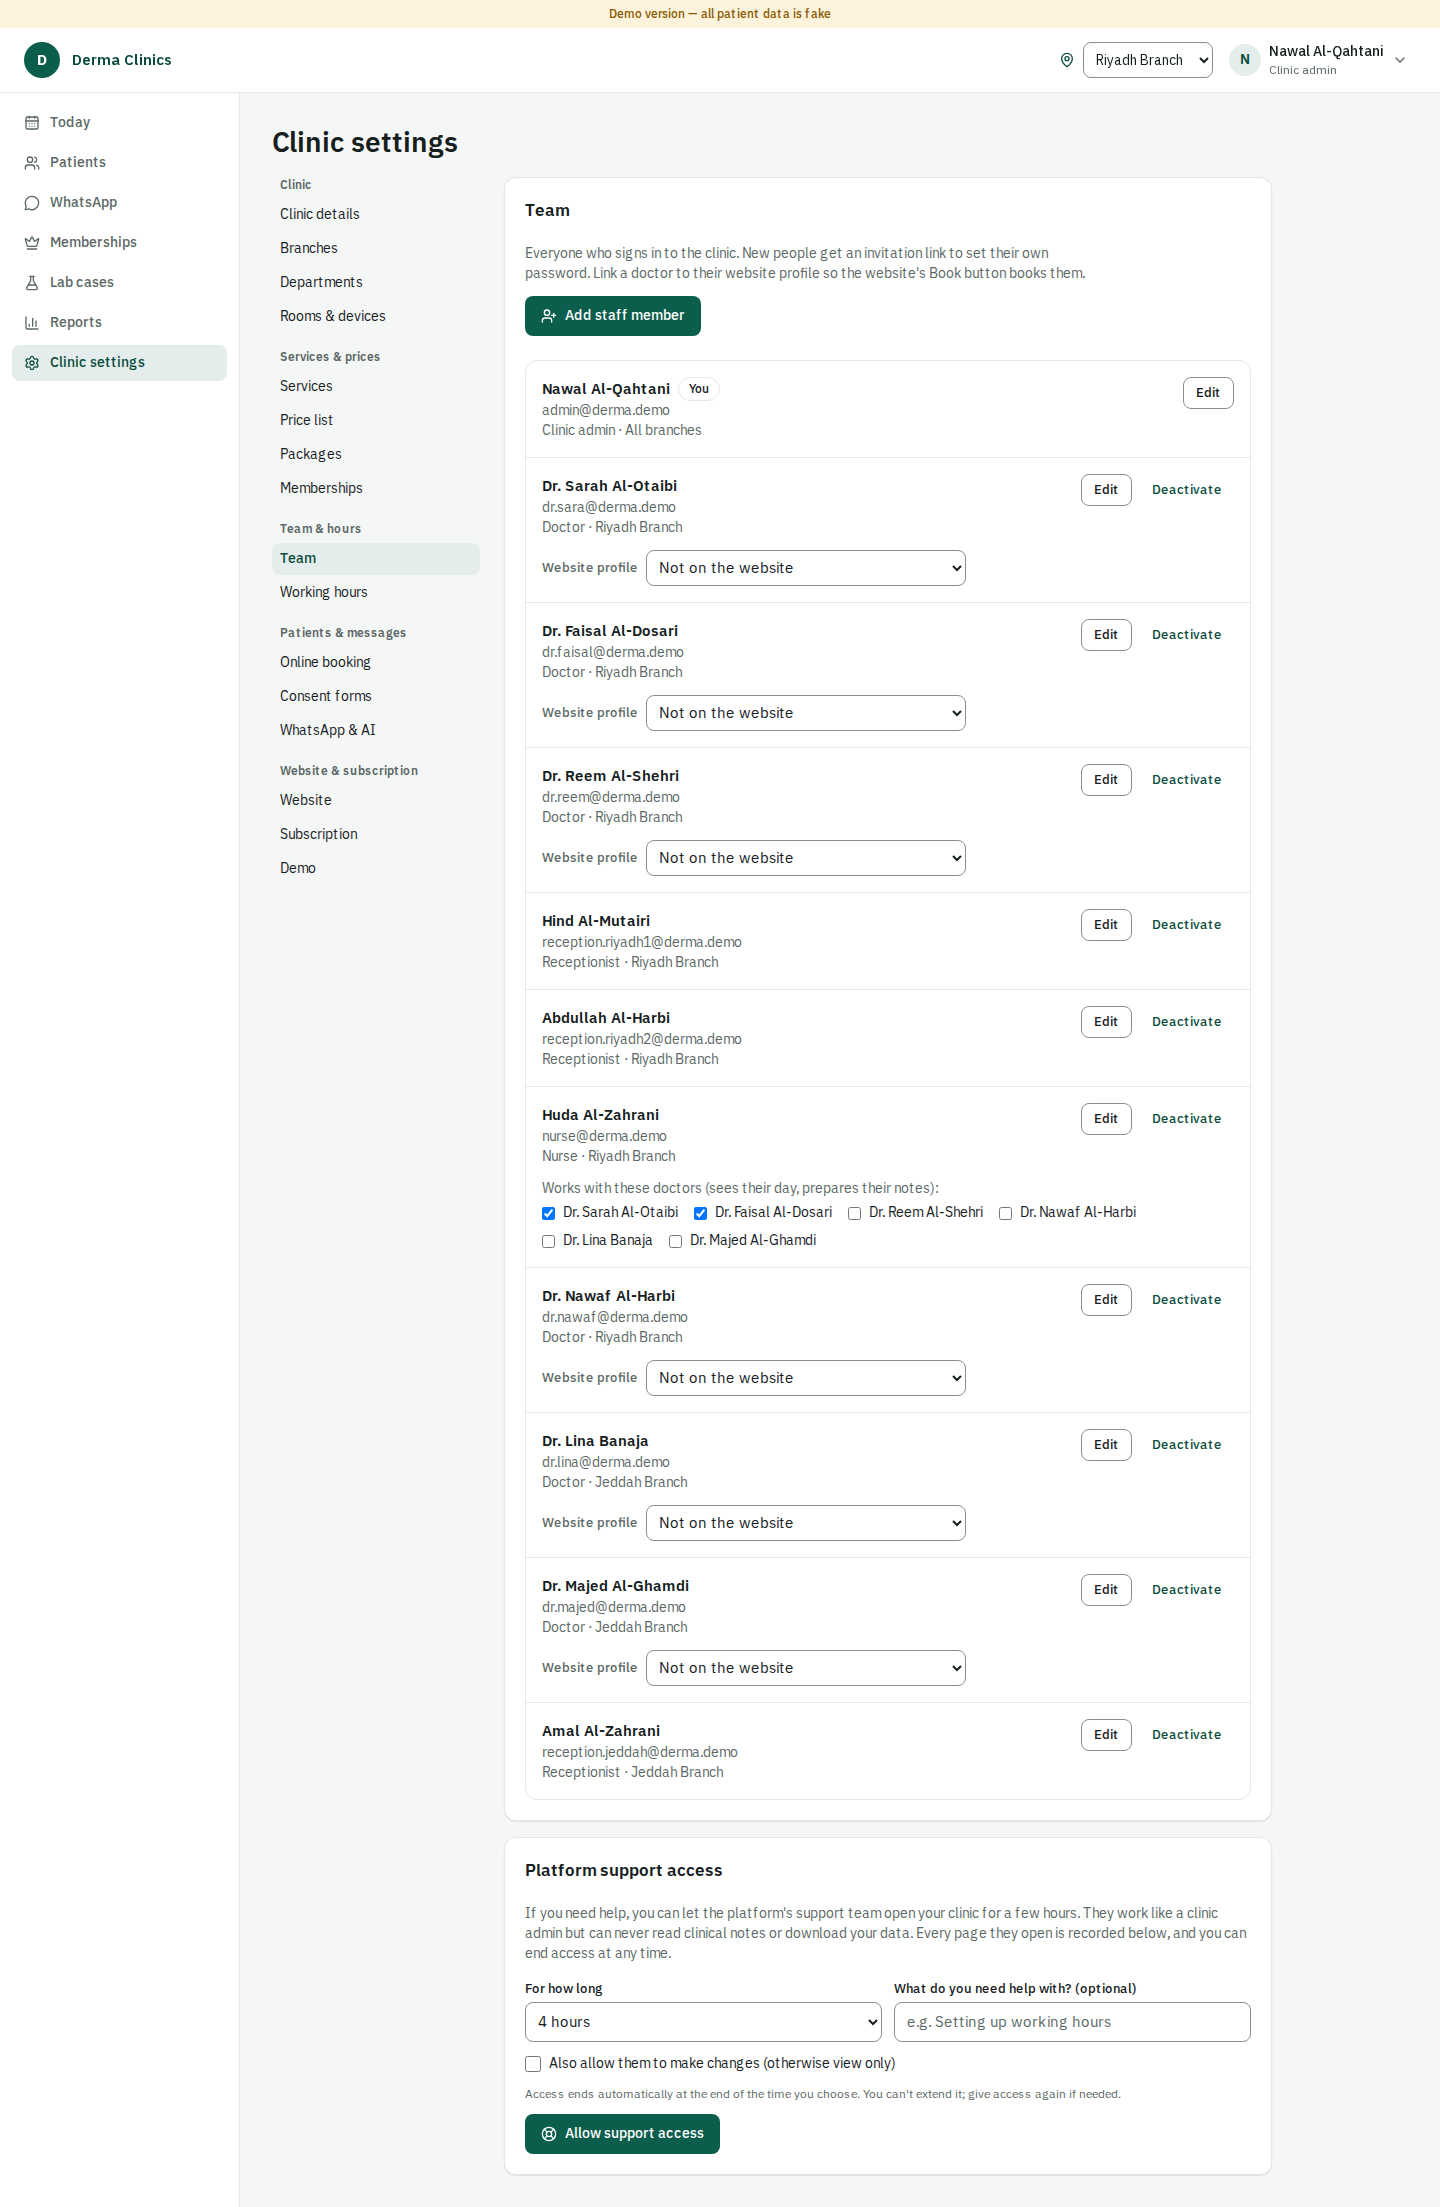 Demo version — all patient data is fake
D
Derma Clinics
Riyadh Branch
N
Nawal Al-Qahtani
Clinic admin
Today
Patients
WhatsApp
Memberships
Lab cases
Reports
Clinic settings
Clinic settings
Clinic
Clinic details
Branches
Departments
Rooms & devices
Services & prices
Services
Price list
Packages
Memberships
Team & hours
Team
Working hours
Patients & messages
Online booking
Consent forms
WhatsApp & AI
Website & subscription
Website
Subscription
Demo
Team
Everyone who signs in to the clinic. New people get an invitation link to set their own
password. Link a doctor to their website profile so the website's Book button books them.
Add staff member
Nawal Al-Qahtani You
Edit
admin@derma.demo
Clinic admin · All branches
Dr. Sarah Al-Otaibi
Edit Deactivate
dr.sara@derma.demo
Doctor · Riyadh Branch
Website profile Not on the website
Dr. Faisal Al-Dosari
Edit Deactivate
dr.faisal@derma.demo
Doctor · Riyadh Branch
Website profile Not on the website
Dr. Reem Al-Shehri
Edit Deactivate
dr.reem@derma.demo
Doctor · Riyadh Branch
Website profile Not on the website
Hind Al-Mutairi
Edit Deactivate
reception.riyadh1@derma.demo
Receptionist · Riyadh Branch
Abdullah Al-Harbi
Edit Deactivate
reception.riyadh2@derma.demo
Receptionist · Riyadh Branch
Huda Al-Zahrani
Edit Deactivate
nurse@derma.demo
Nurse · Riyadh Branch
Works with these doctors (sees their day, prepares their notes):
Dr. Sarah Al-Otaibi Dr. Faisal Al-Dosari Dr. Reem Al-Shehri Dr. Nawaf Al-Harbi
Dr. Lina Banaja Dr. Majed Al-Ghamdi
Dr. Nawaf Al-Harbi
Edit Deactivate
dr.nawaf@derma.demo
Doctor · Riyadh Branch
Website profile Not on the website
Dr. Lina Banaja
Edit Deactivate
dr.lina@derma.demo
Doctor · Jeddah Branch
Website profile Not on the website
Dr. Majed Al-Ghamdi
Edit Deactivate
dr.majed@derma.demo
Doctor · Jeddah Branch
Website profile Not on the website
Amal Al-Zahrani
Edit Deactivate
reception.jeddah@derma.demo
Receptionist · Jeddah Branch
Platform support access
If you need help, you can let the platform's support team open your clinic for a few hours. They work like a clinic
admin but can never read clinical notes or download your data. Every page they open is recorded below, and you can
end access at any time.
For how long
What do you need help with? (optional)
4 hours
e.g. Setting up working hours
Also allow them to make changes (otherwise view only)
Access ends automatically at the end of the time you choose. You can't extend it; give access again if needed.
Allow support access